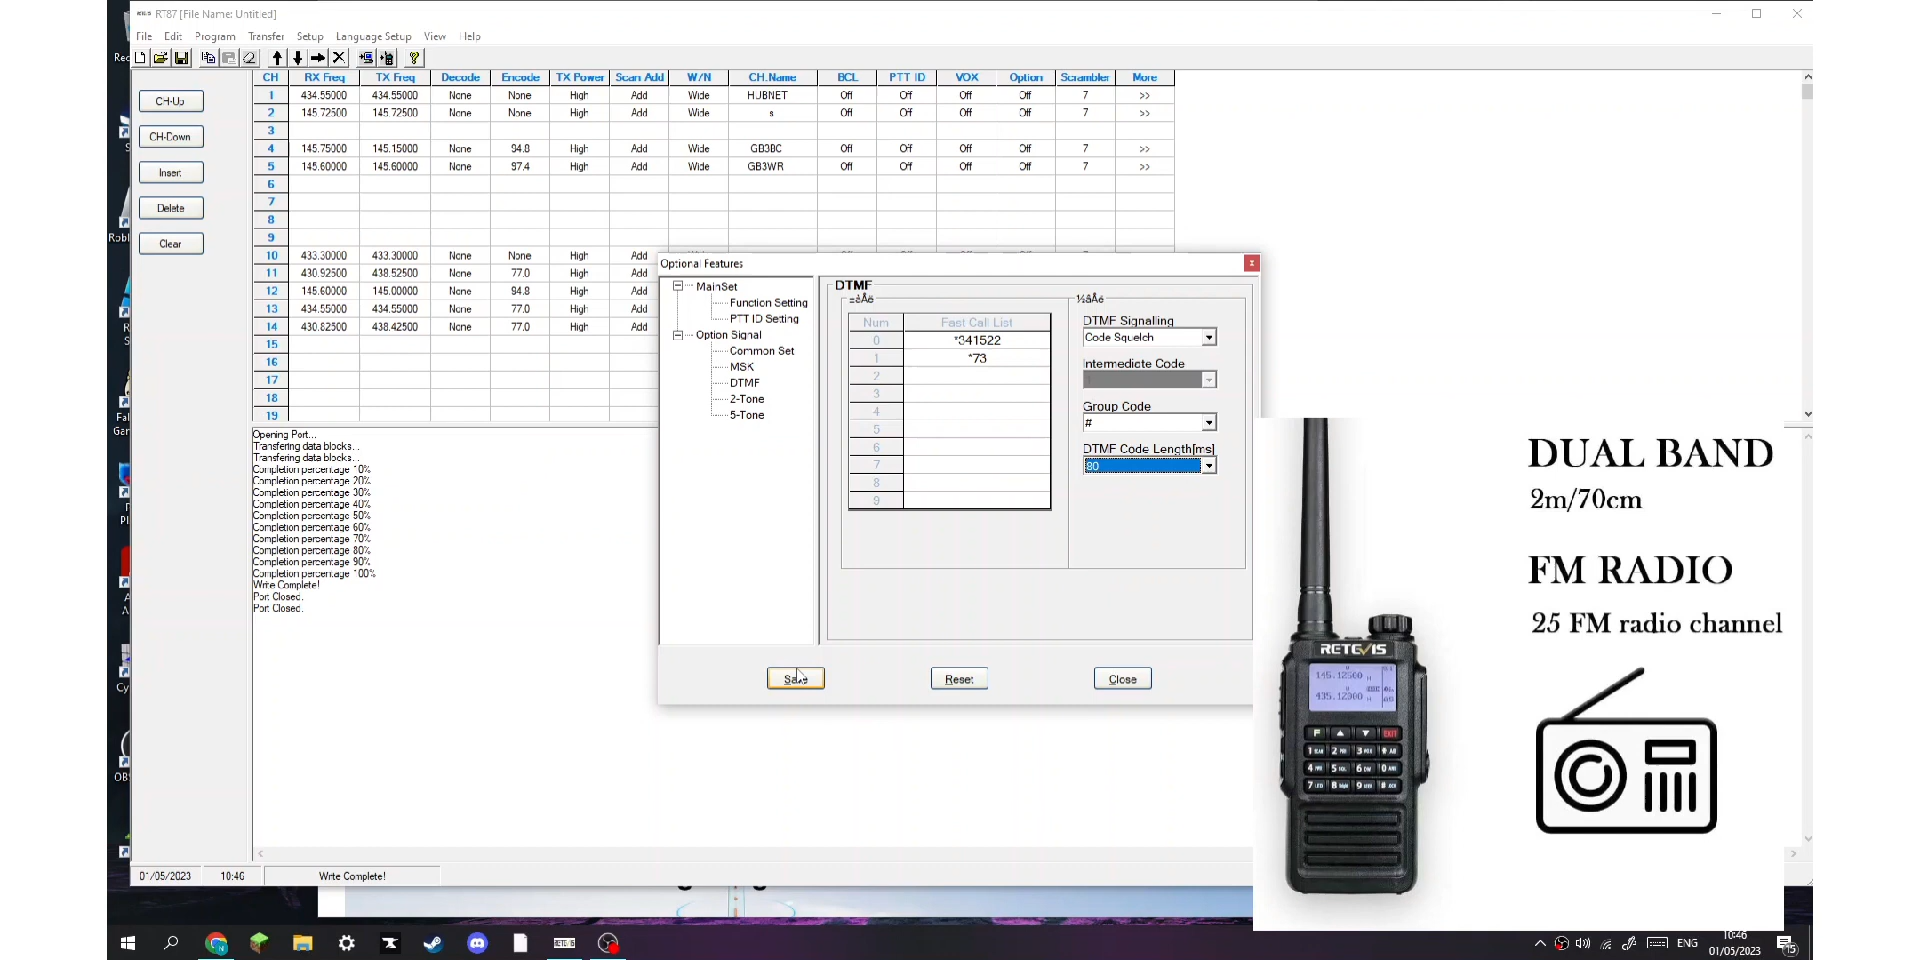 RETEVIS RT87 [File Name: Untitled]
File Edit Program Transfer Setup Language Setup View Help
CH RX Freq TX Freq Decode Encode TX Power Scan Add W/N CH.Name BCL PTT ID VOX Option Scrambler More
1 434.55000 434.55000 None None High Add Wide HUBNET Off Off Off Off 7 >>
2 145.72500 145.72500 None None High Add Wide s Off Off Off Off 7 >>
3
4 145.75000 145.15000 None 94.8 High Add Wide GB3BC Off Off Off Off 7 >>
5 145.60000 145.60000 None 97.4 High Add Wide GB3WR Off Off Off Off 7 >>
6
7
8
9
10 433.30000 433.30000 None None High Add
11 430.92500 438.52500 None 77.0 High Add
12 145.60000 145.00000 None 94.8 High Add
13 434.55000 434.55000 None 77.0 High Add
14 430.82500 438.42500 None 77.0 High Add
15
16
17
18
19
CH-Up
CH-Down
Insert
Delete
Clear
Optional Features
MainSet
Function Setting
PTT ID Setting
Option Signal
Common Set
MSK
DTMF
2-Tone
5-Tone
DTMF
±àÂë
½âÂë
Num Fast Call List
0 *341522
1 *73
2
3
4
5
6
7
8
9
DTMF Signalling
Code Squelch
Intermediate Code
Group Code
#
DTMF Code Length[ms]
80
Save Reset Close
Opening Port...
Transfering data blocks...
Transfering data blocks...
Completion percentage 10%
Completion percentage 20%
Completion percentage 30%
Completion percentage 40%
Completion percentage 50%
Completion percentage 60%
Completion percentage 70%
Completion percentage 80%
Completion percentage 90%
Completion percentage 100%
Write Complete!
Port Closed.
Port Closed.
01/05/2023 10:46 Write Complete!
DUAL BAND
2m/70cm
FM RADIO
25 FM radio channel
RETEVIS
145.12500
435.12300
F EXIT
RETEVIS
ENG
10:46
01/05/2023
15